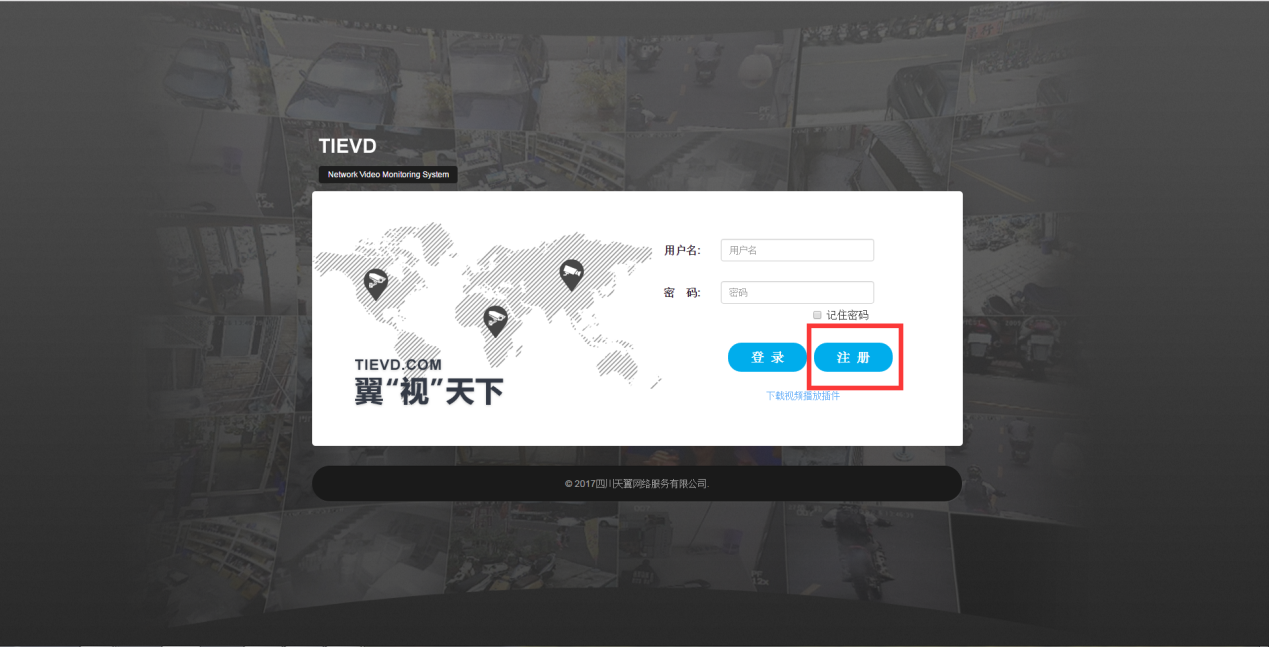 TIEVD
Network Video Monitoring System
用户名: 用户名
密 码: 密码
记住密码
登 录 注 册
下载视频播放插件
TIEVD.COM
翼“视”天下
© 2017四川天翼网络服务有限公司.